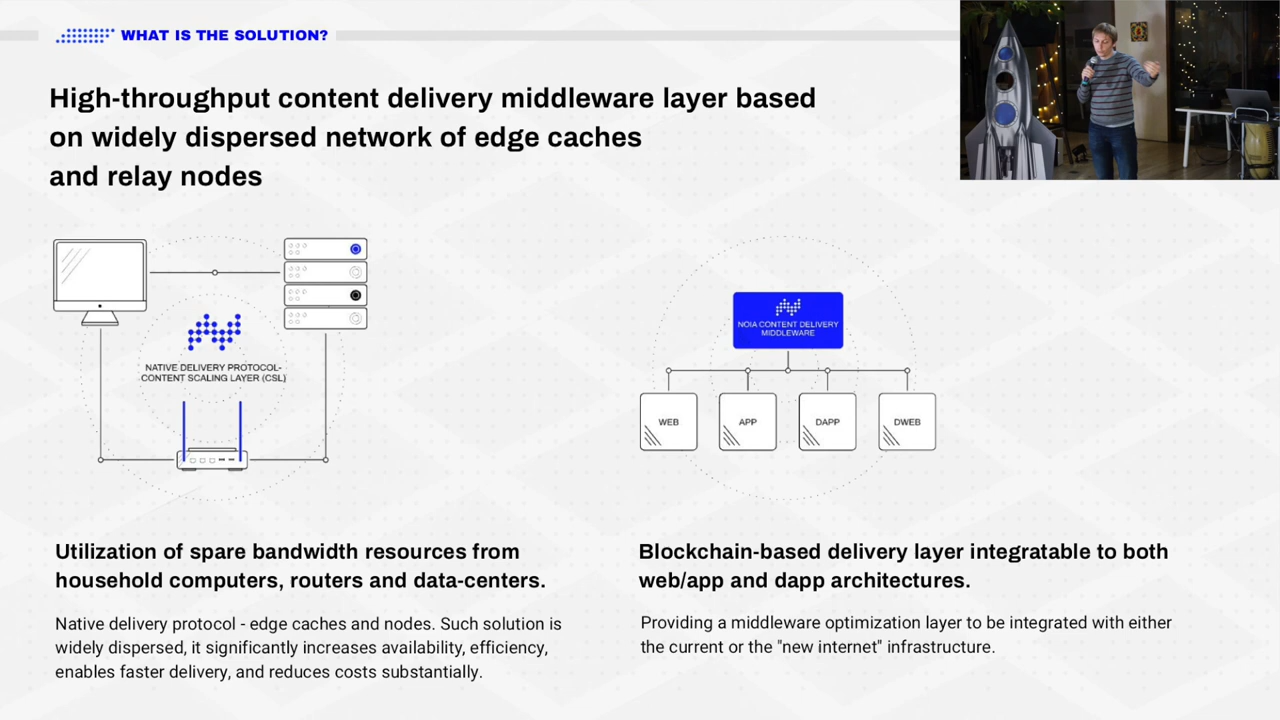 WHAT IS THE SOLUTION?
High-throughput content delivery middleware layer based
on widely dispersed network of edge caches
and relay nodes
NATIVE DELIVERY PROTOCOL-
CONTENT SCALING LAYER (CSL)
NOIA CONTENT DELIVERY
MIDDLEWARE
WEB
APP
DAPP
DWEB
Utilization of spare bandwidth resources from
household computers, routers and data-centers.
Native delivery protocol - edge caches and nodes. Such solution is
widely dispersed, it significantly increases availability, efficiency,
enables faster delivery, and reduces costs substantially.
Blockchain-based delivery layer integratable to both
web/app and dapp architectures.
Providing a middleware optimization layer to be integrated with either
the current or the "new internet" infrastructure.